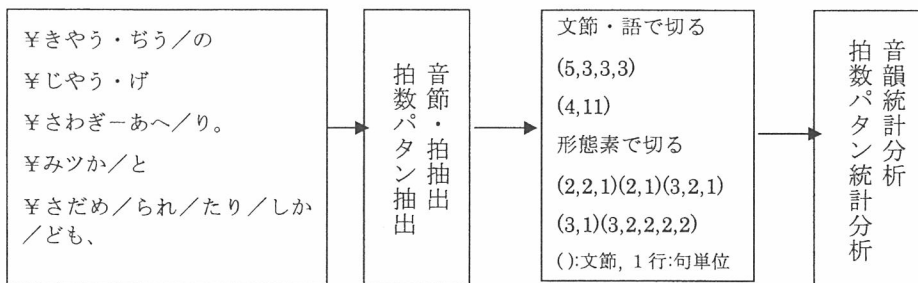 ¥きやう・ぢう／の
¥じやう・げ
¥さわぎーあへ／り。
¥みツか／と
¥さだめ／られ／たり／しか
／ども、
音節・拍抽出
拍数パタン抽出
文節・語で切る
(5,3,3,3)
(4,11)
形態素で切る
(2,2,1)(2,1)(3,2,1)
(3,1)(3,2,2,2,2)
():文節, 1行:句単位
音韻統計分析
拍数パタン統計分析